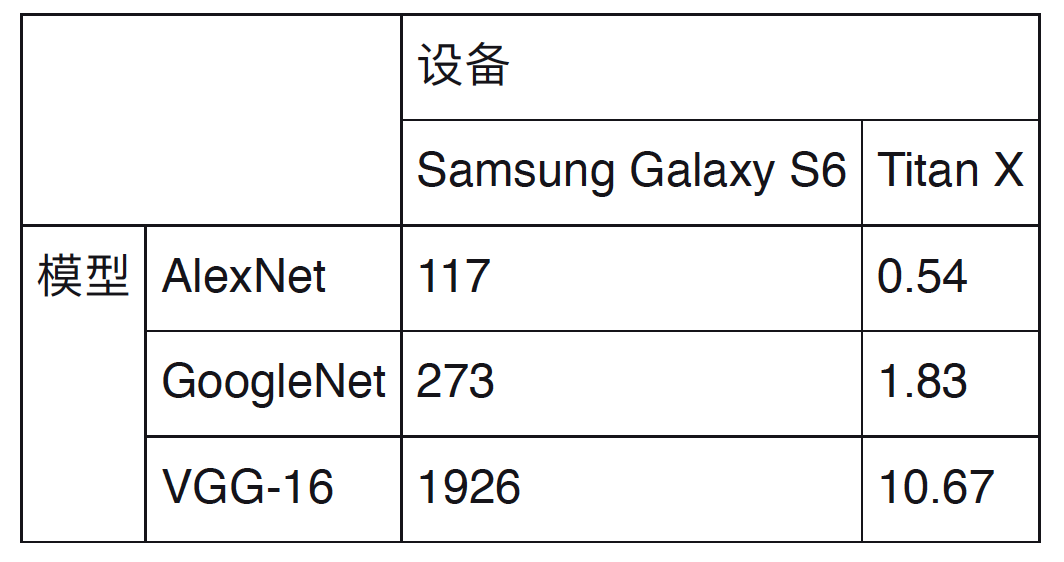 设备
Samsung Galaxy S6 Titan X
模型 AlexNet 117 0.54
GoogleNet 273 1.83
VGG-16 1926 10.67